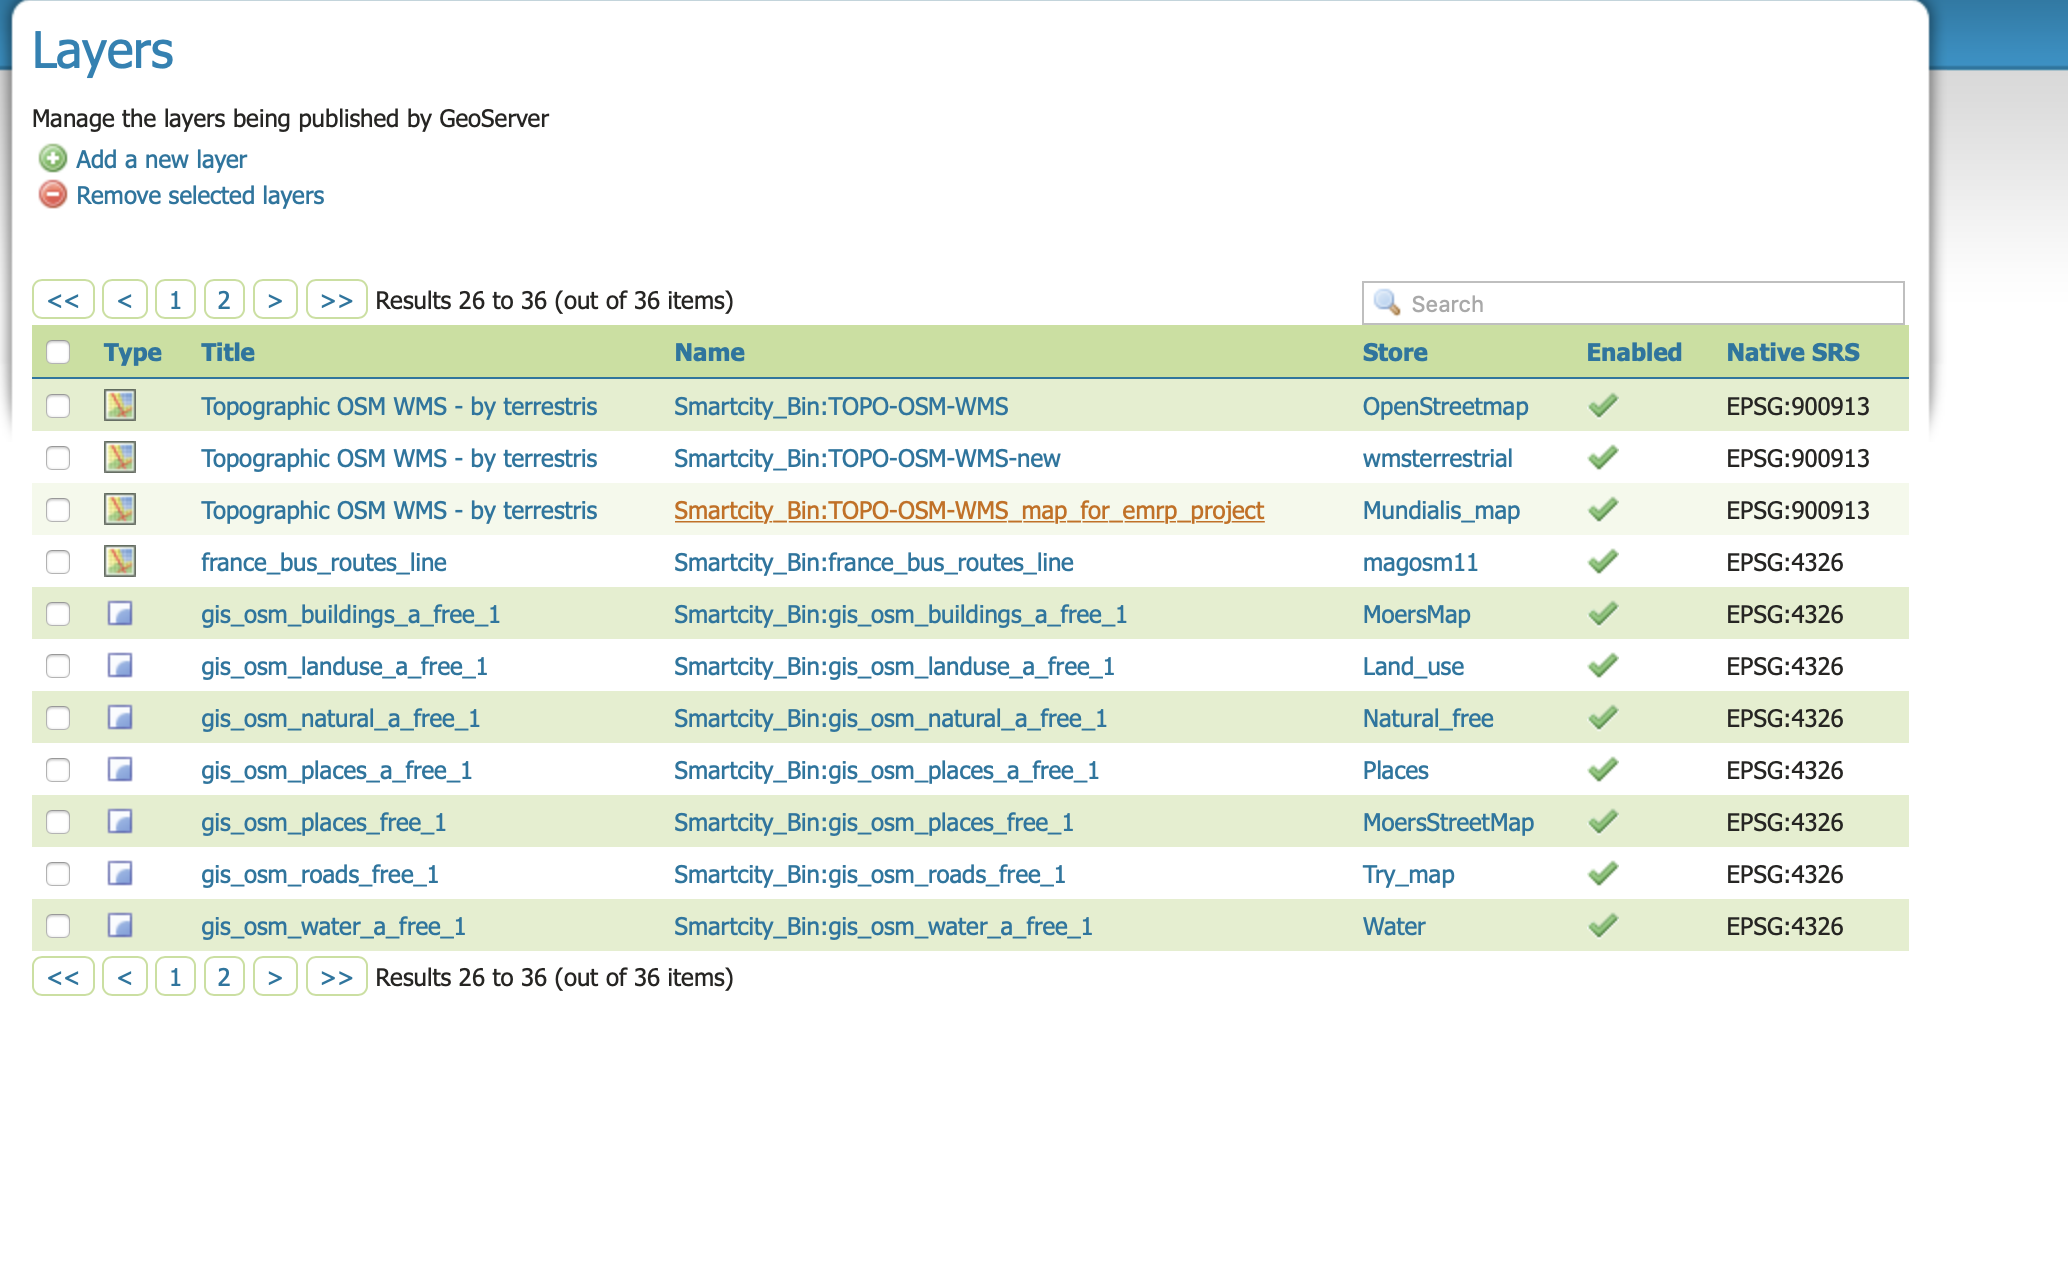 Layers
Manage the layers being published by GeoServer
Add a new layer
Remove selected layers
<< < 1 2 > >> Results 26 to 36 (out of 36 items) Search
Type Title Name Store Enabled Native SRS
Topographic OSM WMS - by terrestris Smartcity_Bin:TOPO-OSM-WMS OpenStreetmap EPSG:900913
Topographic OSM WMS - by terrestris Smartcity_Bin:TOPO-OSM-WMS-new wmsterrestrial EPSG:900913
Topographic OSM WMS - by terrestris Smartcity_Bin:TOPO-OSM-WMS_map_for_emrp_project Mundialis_map EPSG:900913
france_bus_routes_line Smartcity_Bin:france_bus_routes_line magosm11 EPSG:4326
gis_osm_buildings_a_free_1 Smartcity_Bin:gis_osm_buildings_a_free_1 MoersMap EPSG:4326
gis_osm_landuse_a_free_1 Smartcity_Bin:gis_osm_landuse_a_free_1 Land_use EPSG:4326
gis_osm_natural_a_free_1 Smartcity_Bin:gis_osm_natural_a_free_1 Natural_free EPSG:4326
gis_osm_places_a_free_1 Smartcity_Bin:gis_osm_places_a_free_1 Places EPSG:4326
gis_osm_places_free_1 Smartcity_Bin:gis_osm_places_free_1 MoersStreetMap EPSG:4326
gis_osm_roads_free_1 Smartcity_Bin:gis_osm_roads_free_1 Try_map EPSG:4326
gis_osm_water_a_free_1 Smartcity_Bin:gis_osm_water_a_free_1 Water EPSG:4326
<< < 1 2 > >> Results 26 to 36 (out of 36 items)